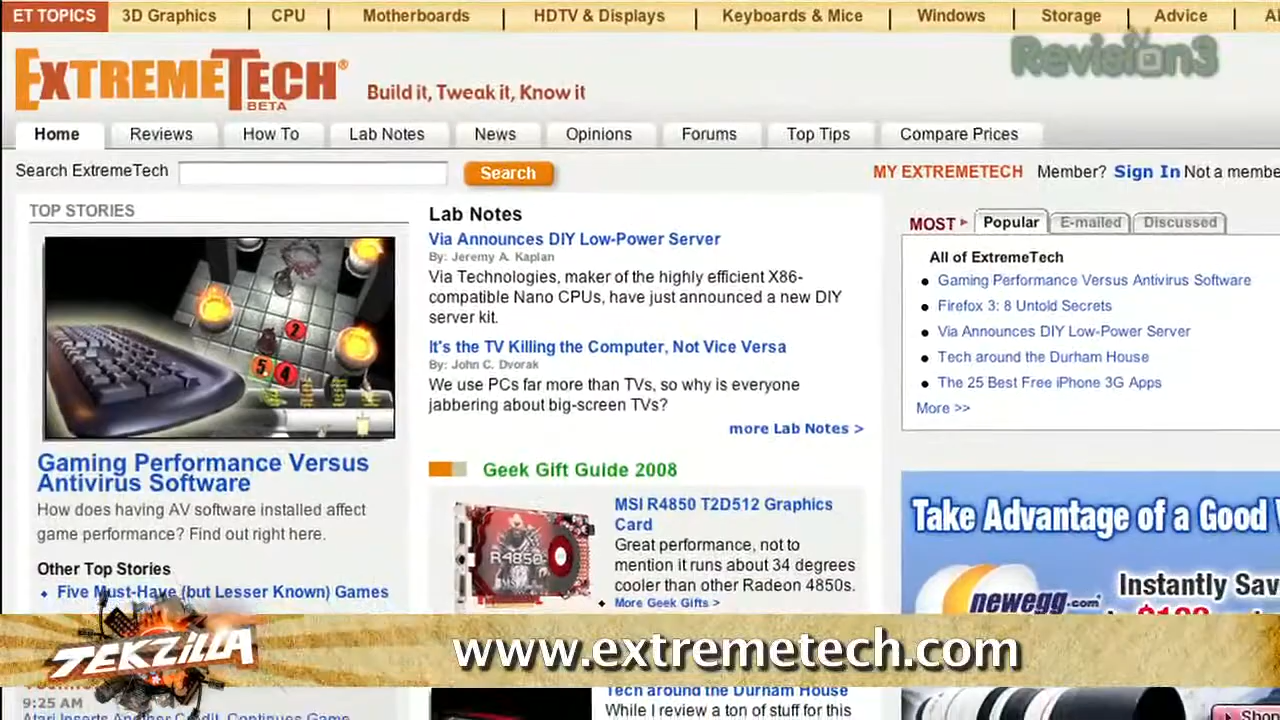 ET TOPICS 3D Graphics CPU Motherboards HDTV & Displays Keyboards & Mice Windows Storage Advice
Revision3
EXTREMETECH®
BETA
Build it, Tweak it, Know it
Home Reviews How To Lab Notes News Opinions Forums Top Tips Compare Prices
Search ExtremeTech Search MY EXTREMETECH Member? Sign In Not a membe
TOP STORIES
Gaming Performance Versus
Antivirus Software
How does having AV software installed affect
game performance? Find out right here.
Other Top Stories
Five Must-Have (but Lesser Known) Games
Lab Notes
Via Announces DIY Low-Power Server
By: Jeremy A. Kaplan
Via Technologies, maker of the highly efficient X86-
compatible Nano CPUs, have just announced a new DIY
server kit.
It's the TV Killing the Computer, Not Vice Versa
By: John C. Dvorak
We use PCs far more than TVs, so why is everyone
jabbering about big-screen TVs?
more Lab Notes >
Geek Gift Guide 2008
R4850
MSI R4850 T2D512 Graphics
Card
Great performance, not to
mention it runs about 34 degrees
cooler than other Radeon 4850s.
More Geek Gifts >
MOST Popular E-mailed Discussed
All of ExtremeTech
Gaming Performance Versus Antivirus Software
Firefox 3: 8 Untold Secrets
Via Announces DIY Low-Power Server
Tech around the Durham House
The 25 Best Free iPhone 3G Apps
More >>
Take Advantage of a Good
newegg.com
Instantly Sav
TEKZILLA
www.extremetech.com
9:25 AM
Atari Inserts Another Credit, Continues Game
Tech around the Durham House
While I review a ton of stuff for this